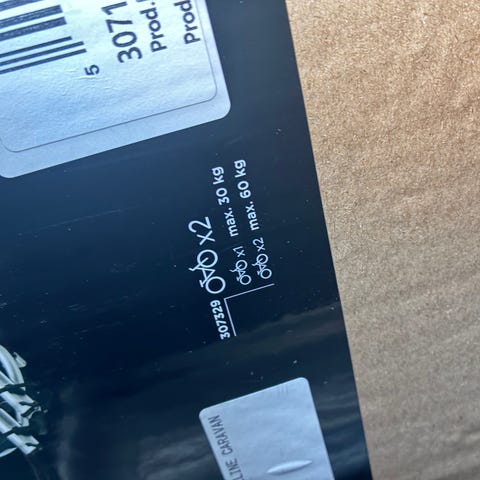 5
3071
Prod.
Prod
307329 x2
x1 max. 30 kg
x2 max. 60 kg
LINE CARAVAN